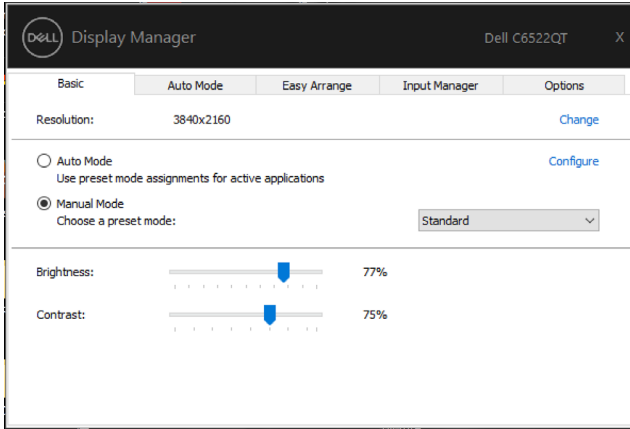 DELL Display Manager Dell C6522QT X
Basic Auto Mode Easy Arrange Input Manager Options
Resolution: 3840x2160 Change
Auto Mode Configure
Use preset mode assignments for active applications
Manual Mode
Choose a preset mode: Standard
Brightness: 77%
Contrast: 75%